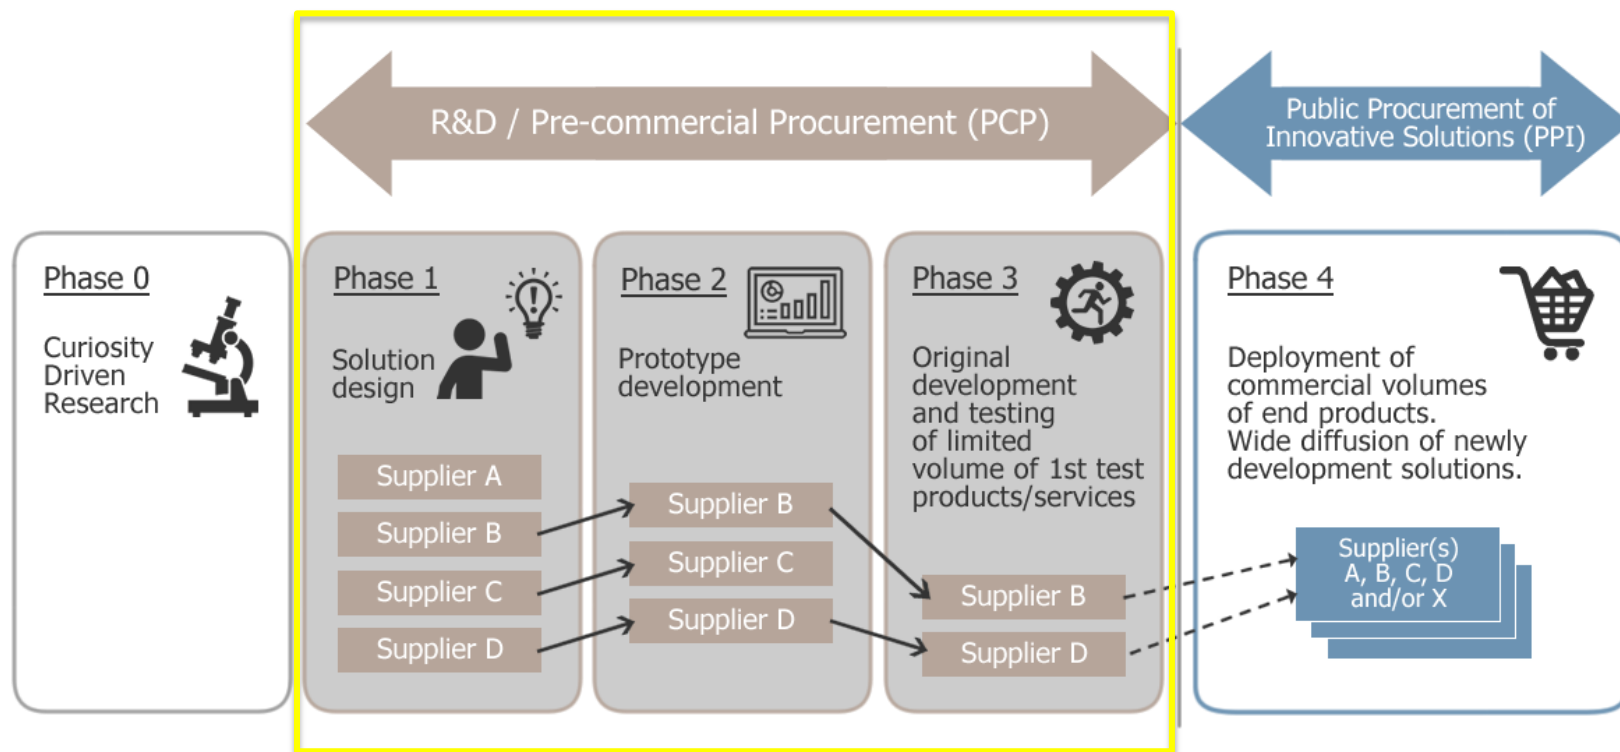 R&D / Pre-commercial Procurement (PCP)
Public Procurement of
Innovative Solutions (PPI)
Phase 0
Curiosity
Driven
Research
Phase 1
Solution
design
Supplier A
Supplier B
Supplier C
Supplier D
Phase 2
Prototype
development
Supplier B
Supplier C
Supplier D
Phase 3
Original
development
and testing
of limited
volume of 1st test
products/services
Supplier B
Supplier D
Phase 4
Deployment of
commercial volumes
of end products.
Wide diffusion of newly
development solutions.
Supplier(s)
A, B, C, D
and/or X